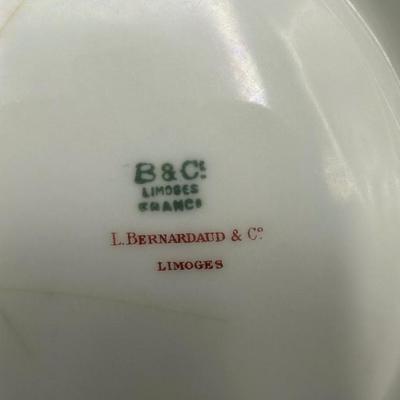 B & Cº
LIMOGES
FRANCE
L. BERNARDAUD & Cº
LIMOGES